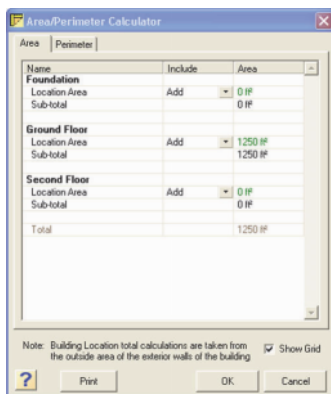 Area/Perimeter Calculator
Area Perimeter
Name Include Area
Foundation
Location Area Add 0 ft²
Sub-total 0 ft²
Ground Floor
Location Area Add 1250 ft²
Sub-total 1250 ft²
Second Floor
Location Area Add 0 ft²
Sub-total 0 ft²
Total 1250 ft²
Note: Building Location total calculations are taken from
the outside area of the exterior walls of the building
Show Grid
? Print OK Cancel